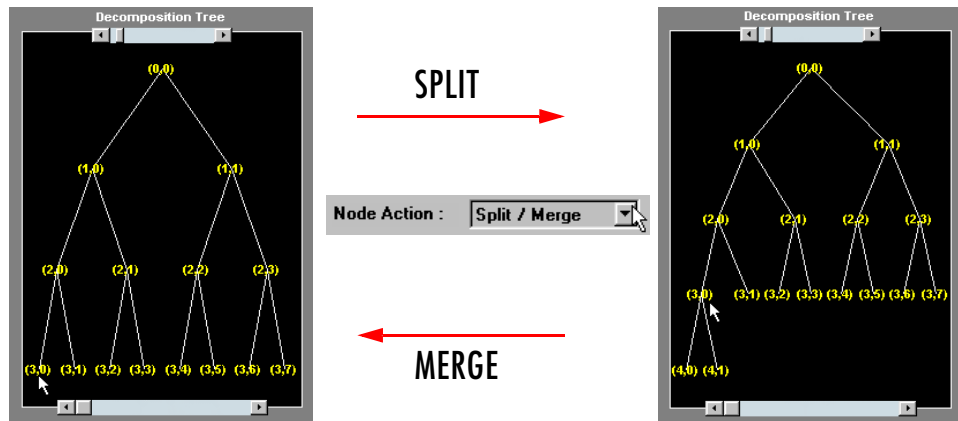 Decomposition Tree
(0,0)
(1,0) (1,1)
(2,0) (2,1) (2,2) (2,3)
(3,0) (3,1) (3,2) (3,3) (3,4) (3,5) (3,6) (3,7)
SPLIT
Node Action : Split / Merge
MERGE
Decomposition Tree
(0,0)
(1,0) (1,1)
(2,0) (2,1) (2,2) (2,3)
(3,0) (3,1) (3,2) (3,3) (3,4) (3,5) (3,6) (3,7)
(4,0) (4,1)